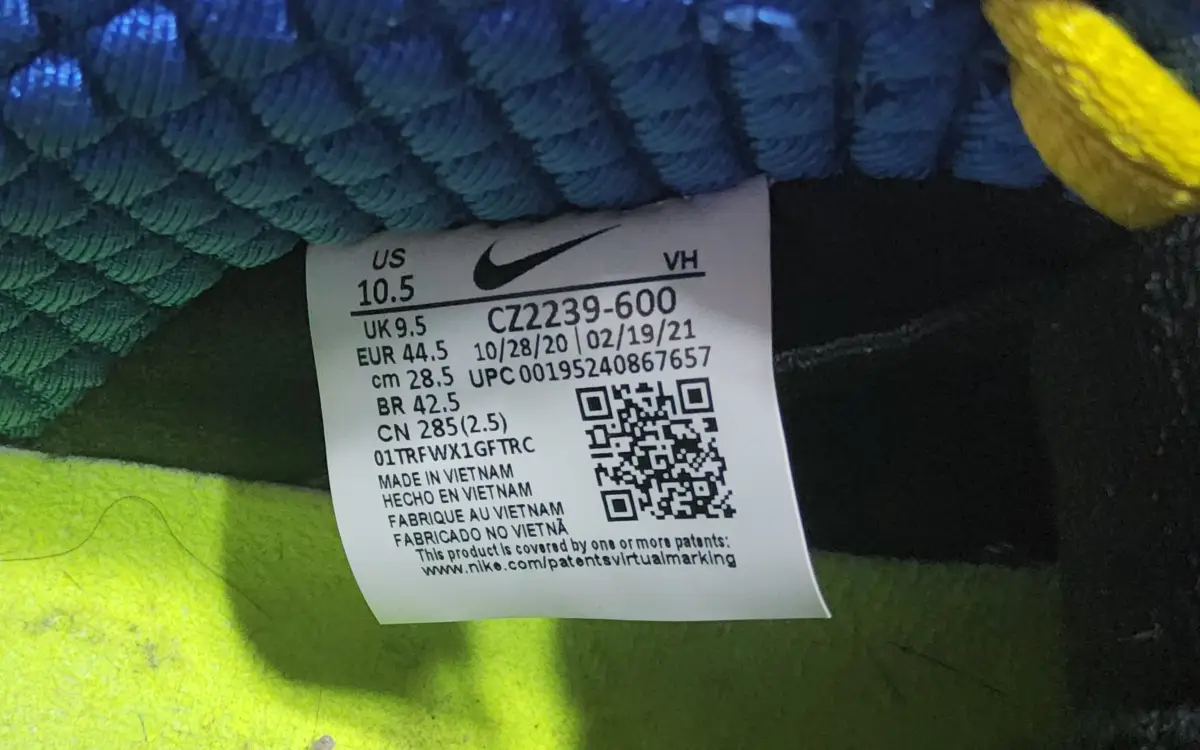 US
10.5
VH
UK 9.5
EUR 44.5
cm 28.5
BR 42.5
CN 285(2.5)
CZ2239-600
10/28/20 | 02/19/21
UPC 00195240867657
01TRFWX1GFTRC
MADE IN VIETNAM
HECHO EN VIETNAM
FABRIQUE AU VIETNAM
FABRICADO NO VIETNÃ
This product is covered by one or more patents:
www.nike.com/patentsvirtualmarking